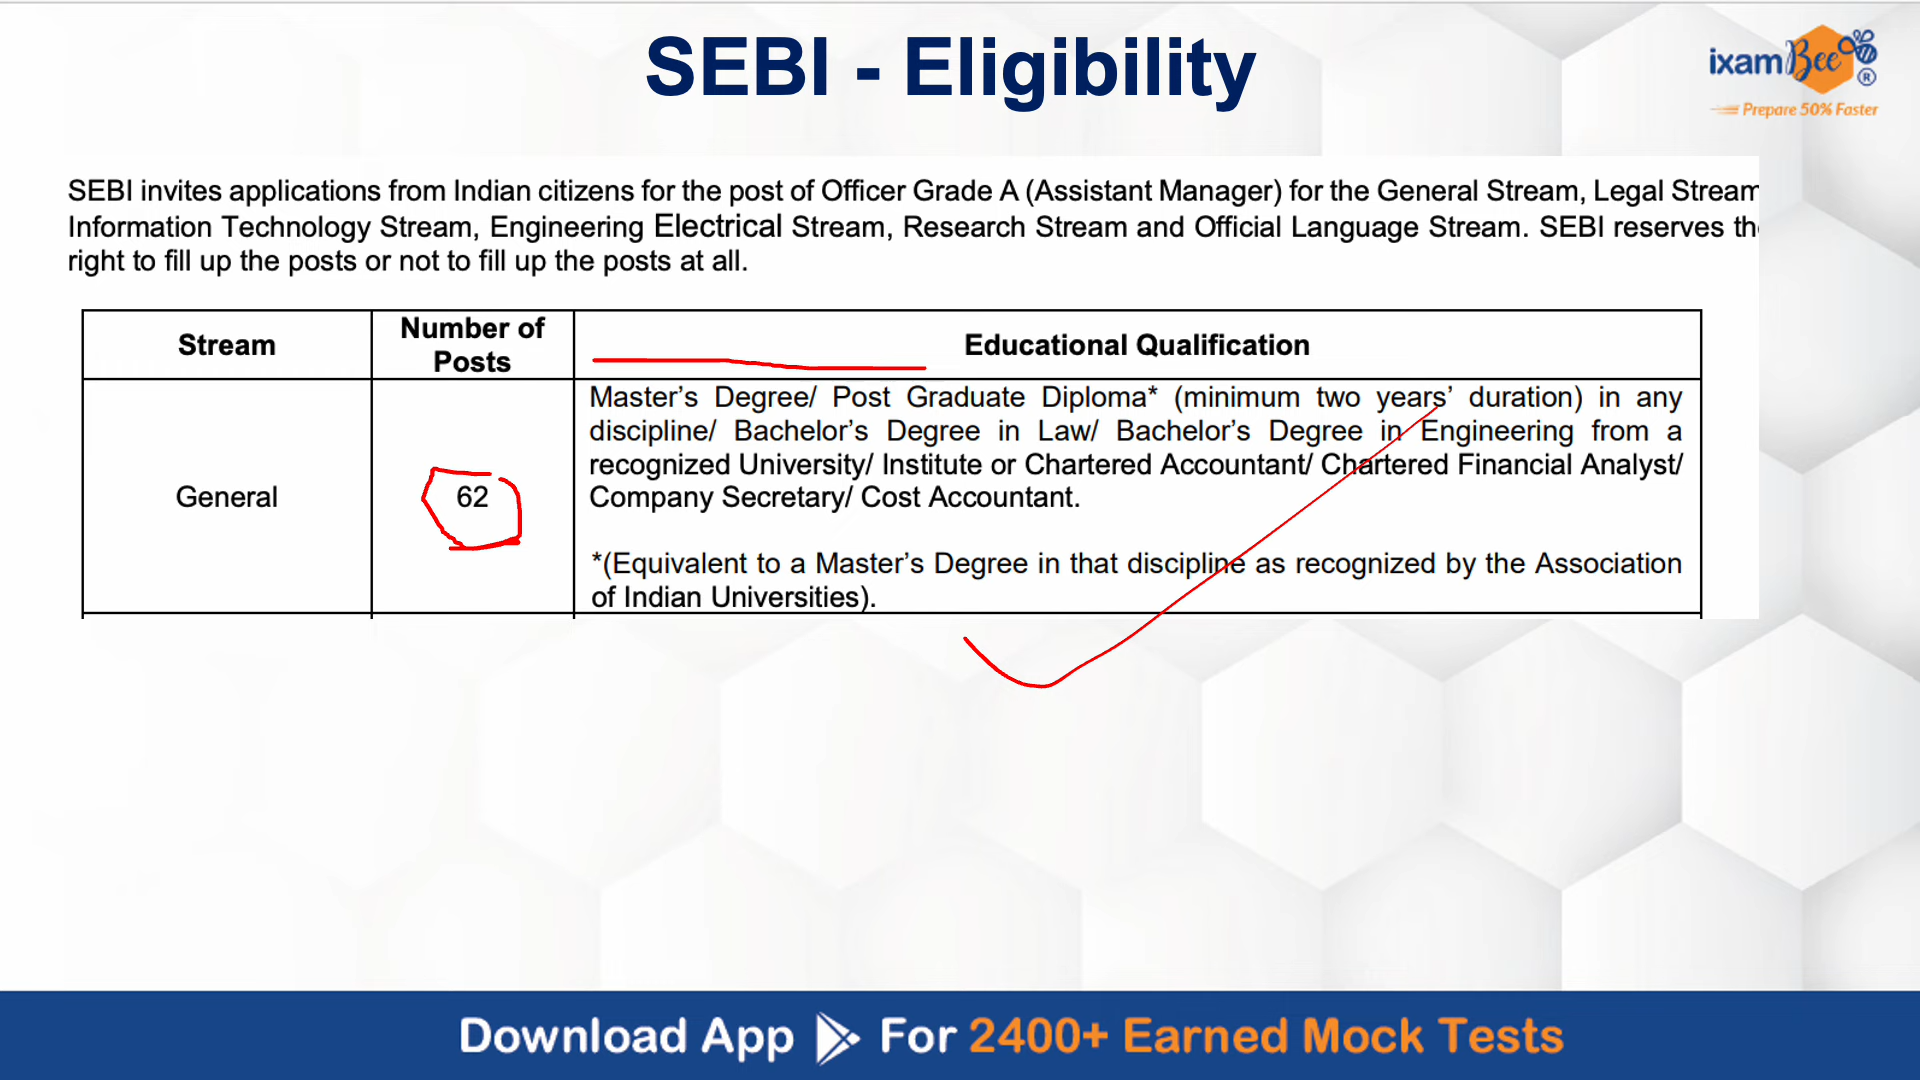 SEBI - Eligibility
ixamBee®
Prepare 50% Faster
SEBI invites applications from Indian citizens for the post of Officer Grade A (Assistant Manager) for the General Stream, Legal Stream
Information Technology Stream, Engineering Electrical Stream, Research Stream and Official Language Stream. SEBI reserves th
right to fill up the posts or not to fill up the posts at all.
Stream
Number of
Posts
Educational Qualification
General
62
Master’s Degree/ Post Graduate Diploma* (minimum two years’ duration) in any
discipline/ Bachelor’s Degree in Law/ Bachelor’s Degree in Engineering from a
recognized University/ Institute or Chartered Accountant/ Chartered Financial Analyst/
Company Secretary/ Cost Accountant.
*(Equivalent to a Master’s Degree in that discipline as recognized by the Association
of Indian Universities).
Download App For 2400+ Earned Mock Tests